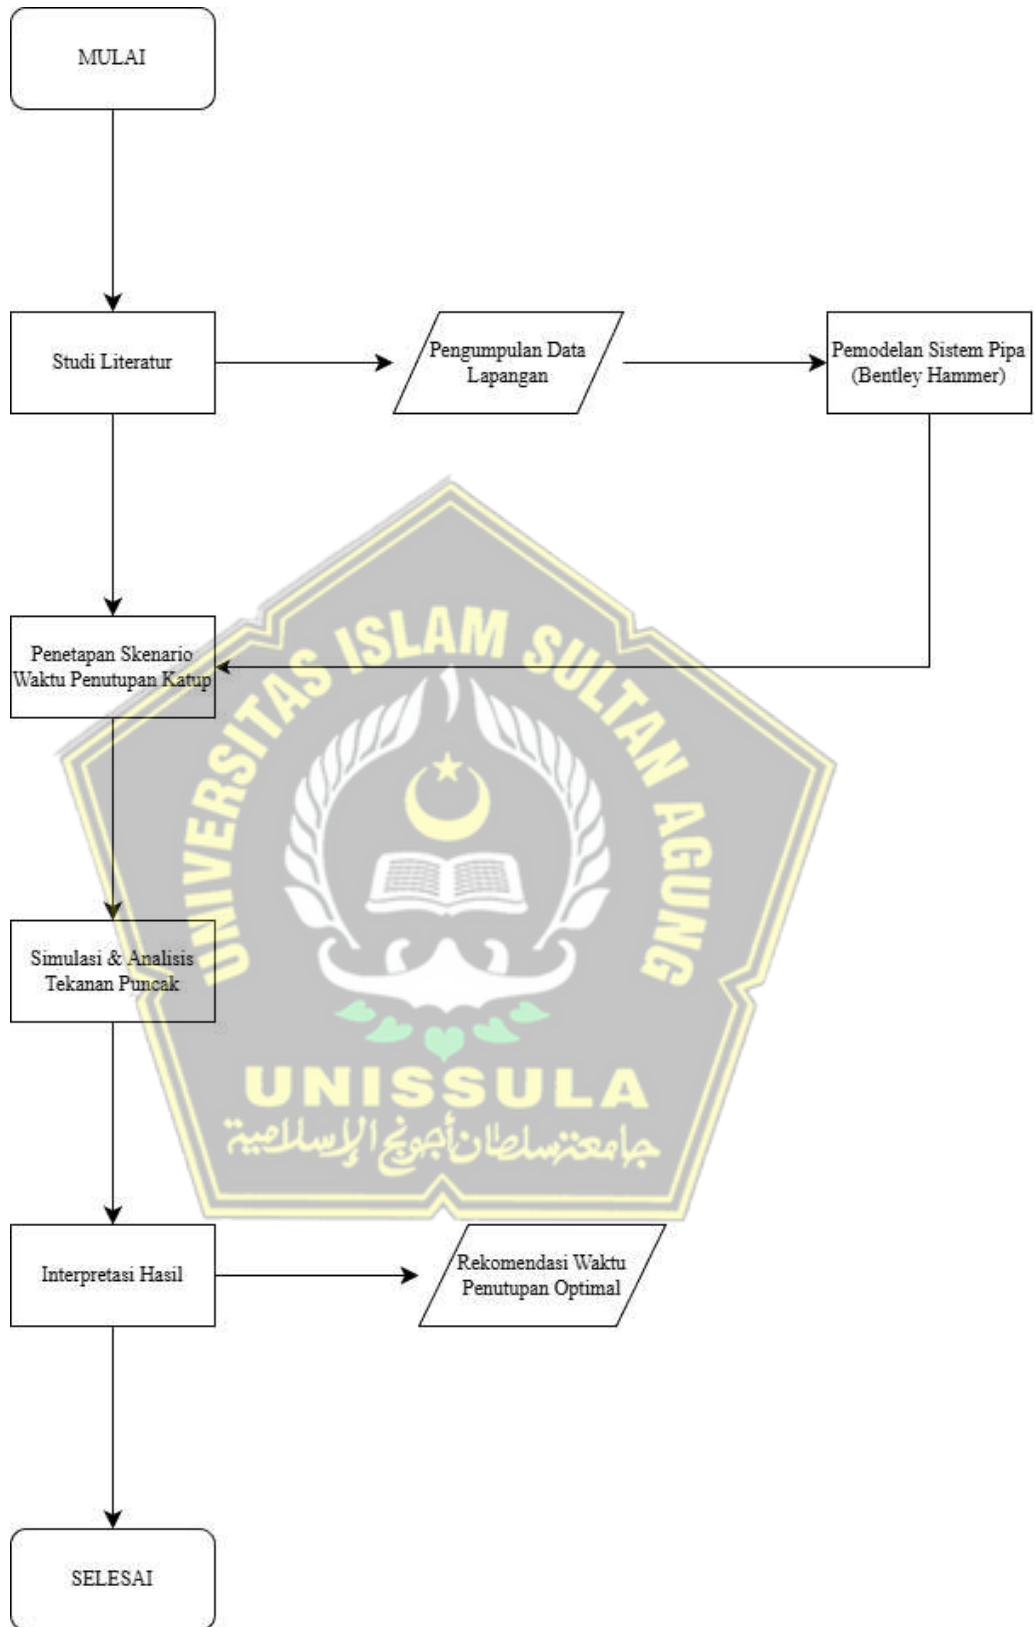 MULAI
Studi Literatur
Pengumpulan Data
Lapangan
Pemodelan Sistem Pipa
(Bentley Hammer)
Penetapan Skenario
Waktu Penutupan Katup
UNIVERSITAS ISLAM SULTAN AGUNG
Simulasi & Analisis
Tekanan Puncak
UNISSULA
جامعة سلطان أجونج الإسلامية
Interpretasi Hasil
Rekomendasi Waktu
Penutupan Optimal
SELESAI